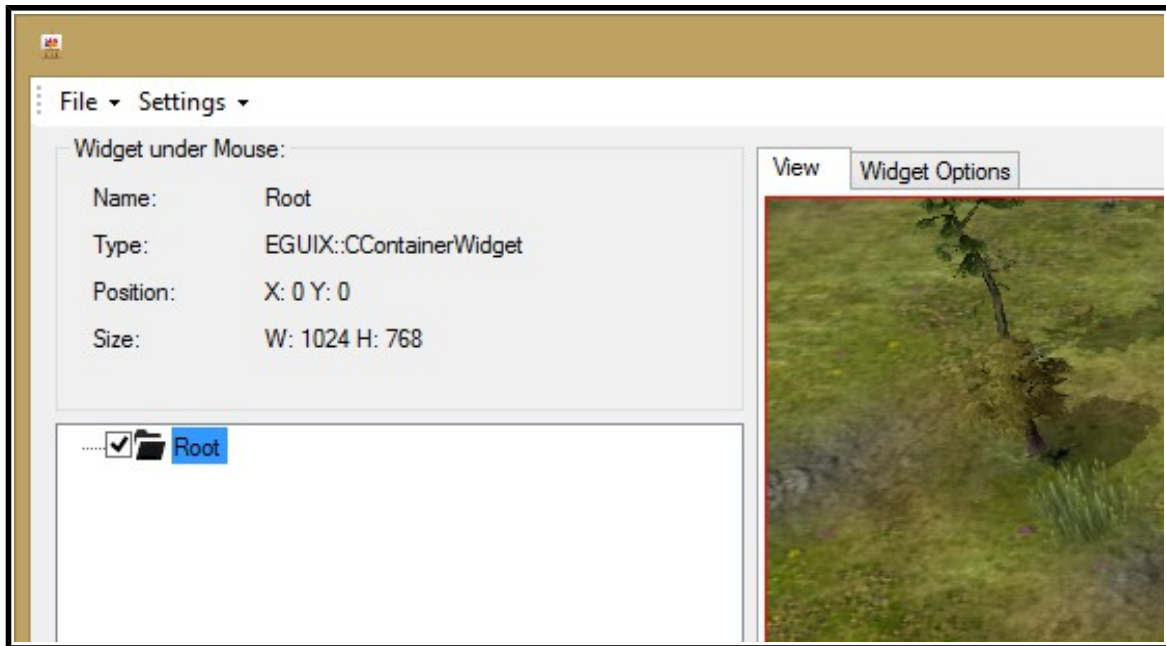 File Settings
Widget under Mouse:
Name: Root
Type: EGUIX::CContainerWidget
Position: X: 0 Y: 0
Size: W: 1024 H: 768
Root
View Widget Options